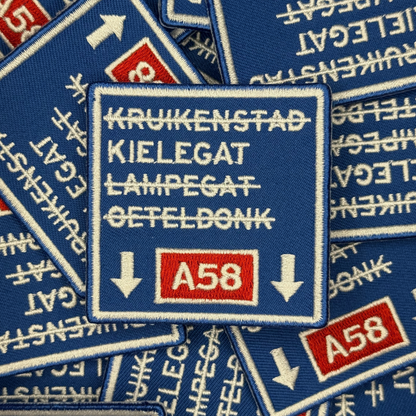 KRUIKENSTAD
KIELEGAT
LAMPEGAT
OETELDONK
A58